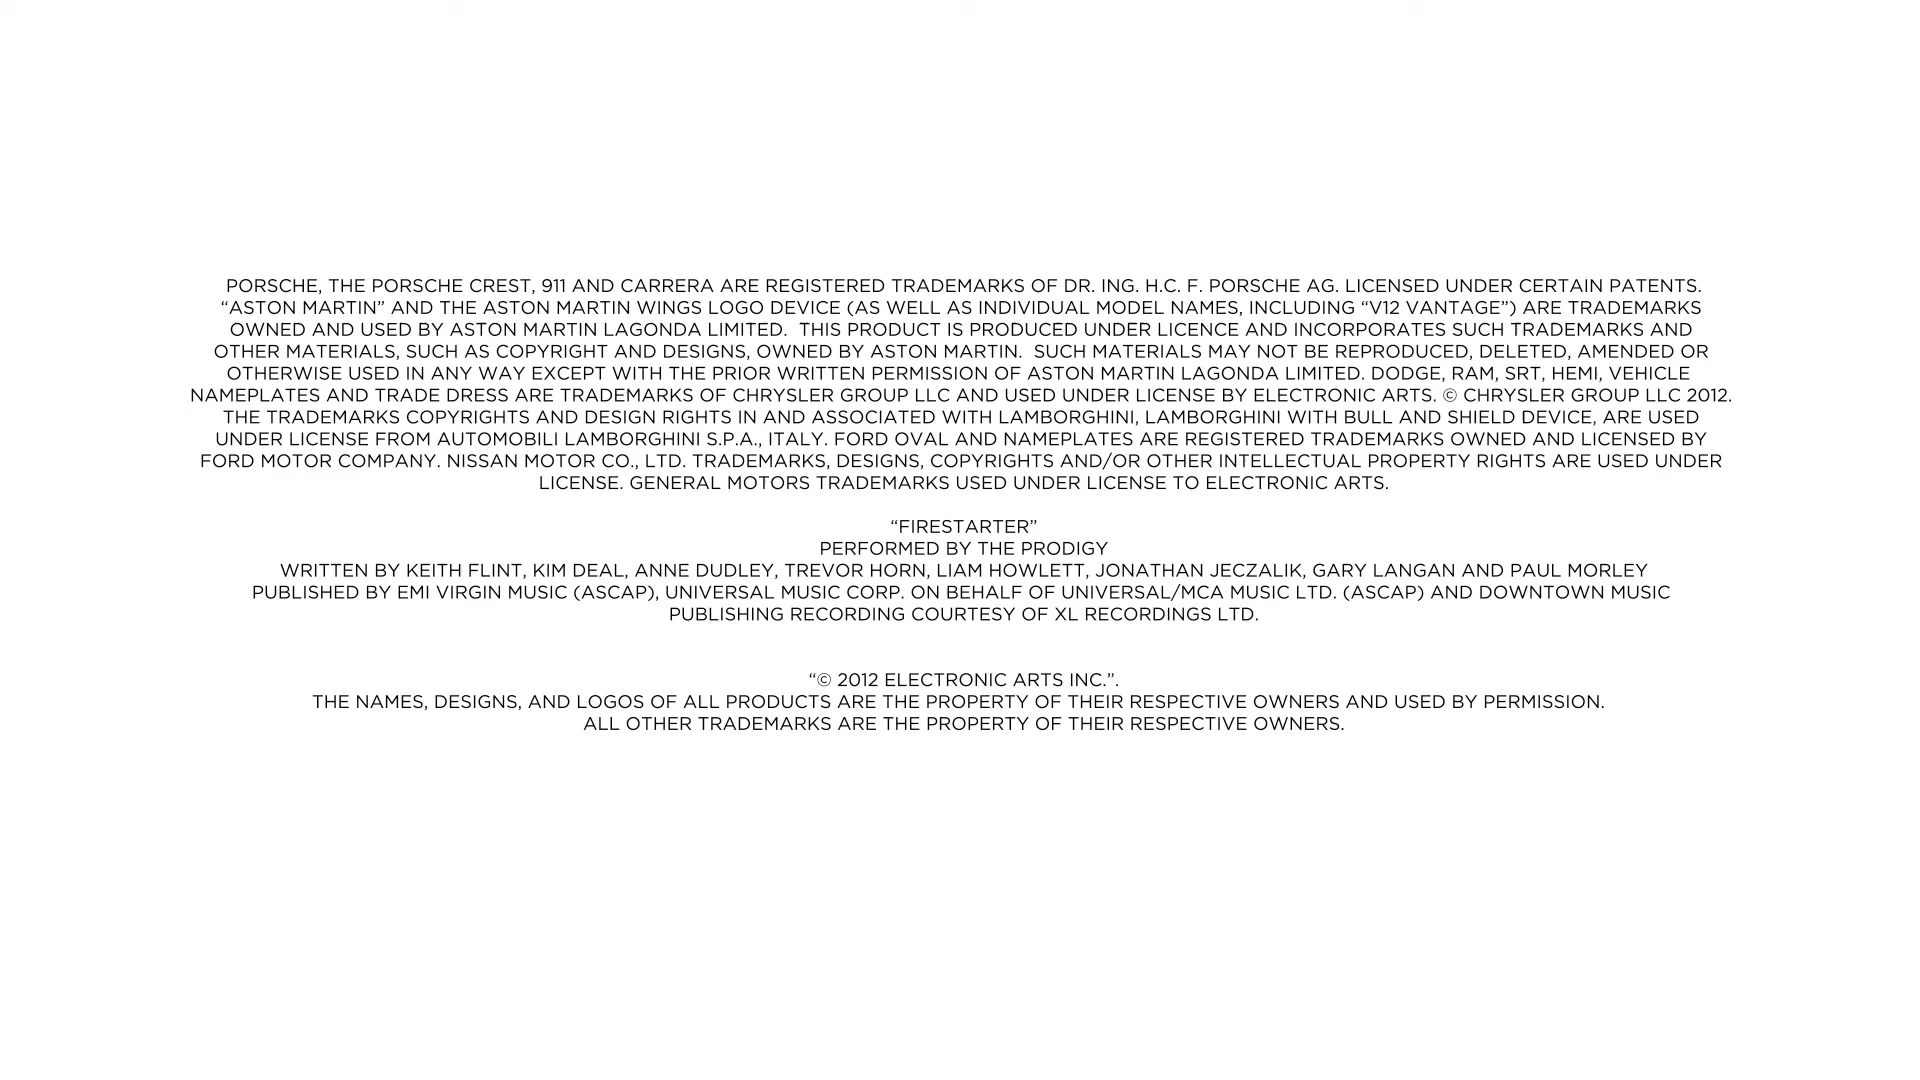 PORSCHE, THE PORSCHE CREST, 911 AND CARRERA ARE REGISTERED TRADEMARKS OF DR. ING. H.C. F. PORSCHE AG. LICENSED UNDER CERTAIN PATENTS.
“ASTON MARTIN” AND THE ASTON MARTIN WINGS LOGO DEVICE (AS WELL AS INDIVIDUAL MODEL NAMES, INCLUDING “V12 VANTAGE”) ARE TRADEMARKS
OWNED AND USED BY ASTON MARTIN LAGONDA LIMITED.  THIS PRODUCT IS PRODUCED UNDER LICENCE AND INCORPORATES SUCH TRADEMARKS AND
OTHER MATERIALS, SUCH AS COPYRIGHT AND DESIGNS, OWNED BY ASTON MARTIN.  SUCH MATERIALS MAY NOT BE REPRODUCED, DELETED, AMENDED OR
OTHERWISE USED IN ANY WAY EXCEPT WITH THE PRIOR WRITTEN PERMISSION OF ASTON MARTIN LAGONDA LIMITED. DODGE, RAM, SRT, HEMI, VEHICLE
NAMEPLATES AND TRADE DRESS ARE TRADEMARKS OF CHRYSLER GROUP LLC AND USED UNDER LICENSE BY ELECTRONIC ARTS. © CHRYSLER GROUP LLC 2012.
THE TRADEMARKS COPYRIGHTS AND DESIGN RIGHTS IN AND ASSOCIATED WITH LAMBORGHINI, LAMBORGHINI WITH BULL AND SHIELD DEVICE, ARE USED
UNDER LICENSE FROM AUTOMOBILI LAMBORGHINI S.P.A., ITALY. FORD OVAL AND NAMEPLATES ARE REGISTERED TRADEMARKS OWNED AND LICENSED BY
FORD MOTOR COMPANY. NISSAN MOTOR CO., LTD. TRADEMARKS, DESIGNS, COPYRIGHTS AND/OR OTHER INTELLECTUAL PROPERTY RIGHTS ARE USED UNDER
LICENSE. GENERAL MOTORS TRADEMARKS USED UNDER LICENSE TO ELECTRONIC ARTS.
“FIRESTARTER”
PERFORMED BY THE PRODIGY
WRITTEN BY KEITH FLINT, KIM DEAL, ANNE DUDLEY, TREVOR HORN, LIAM HOWLETT, JONATHAN JECZALIK, GARY LANGAN AND PAUL MORLEY
PUBLISHED BY EMI VIRGIN MUSIC (ASCAP), UNIVERSAL MUSIC CORP. ON BEHALF OF UNIVERSAL/MCA MUSIC LTD. (ASCAP) AND DOWNTOWN MUSIC
PUBLISHING RECORDING COURTESY OF XL RECORDINGS LTD.
“© 2012 ELECTRONIC ARTS INC.”.
THE NAMES, DESIGNS, AND LOGOS OF ALL PRODUCTS ARE THE PROPERTY OF THEIR RESPECTIVE OWNERS AND USED BY PERMISSION.
ALL OTHER TRADEMARKS ARE THE PROPERTY OF THEIR RESPECTIVE OWNERS.